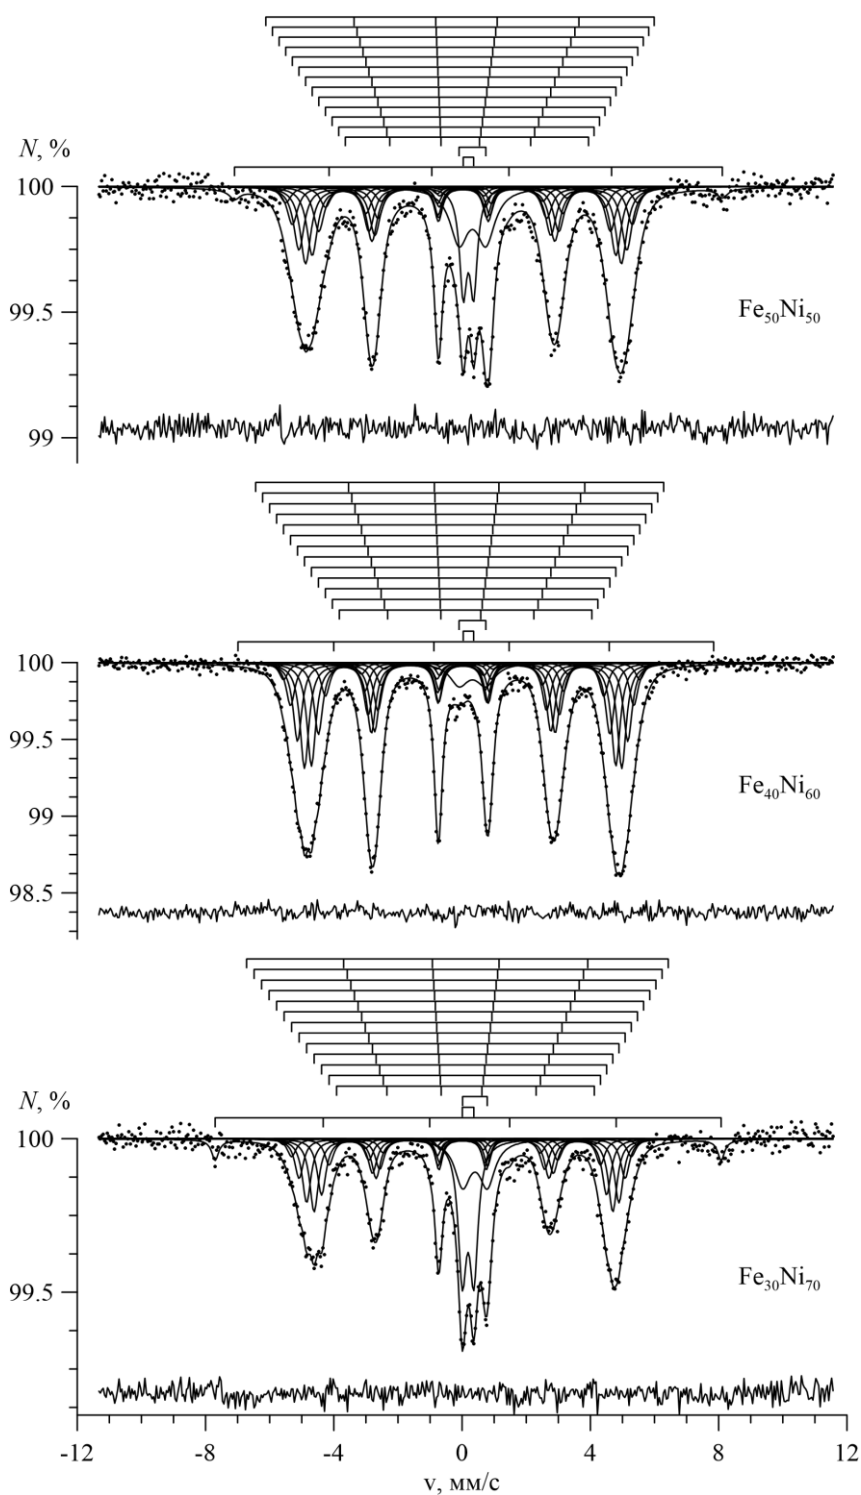 N, %
100
99.5
99
Fe₅₀Ni₅₀
100
99.5
99
98.5
Fe₄₀Ni₆₀
N, %
100
99.5
Fe₃₀Ni₇₀
-12 -8 -4 0 4 8 12
v, мм/с